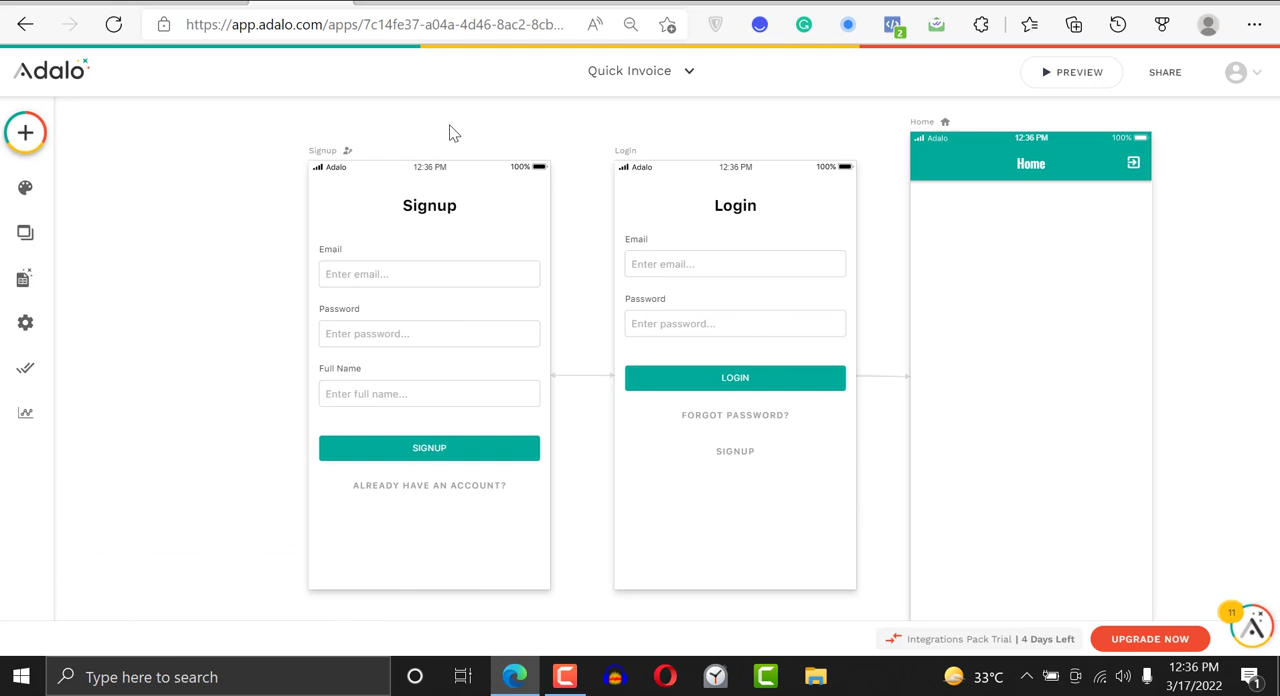 https://app.adalo.com/apps/7c14fe37-a04a-4d46-8ac2-8cb...
2
Adalo
Quick Invoice
PREVIEW
SHARE
Signup
Adalo 12:36 PM 100%
Signup
Email
Enter email...
Password
Enter password...
Full Name
Enter full name...
SIGNUP
ALREADY HAVE AN ACCOUNT?
Login
Adalo 12:36 PM 100%
Login
Email
Enter email...
Password
Enter password...
LOGIN
FORGOT PASSWORD?
SIGNUP
Home
Adalo 12:36 PM 100%
Home
11
Integrations Pack Trial | 4 Days Left
UPGRADE NOW
Type here to search
33°C
12:36 PM
3/17/2022
1